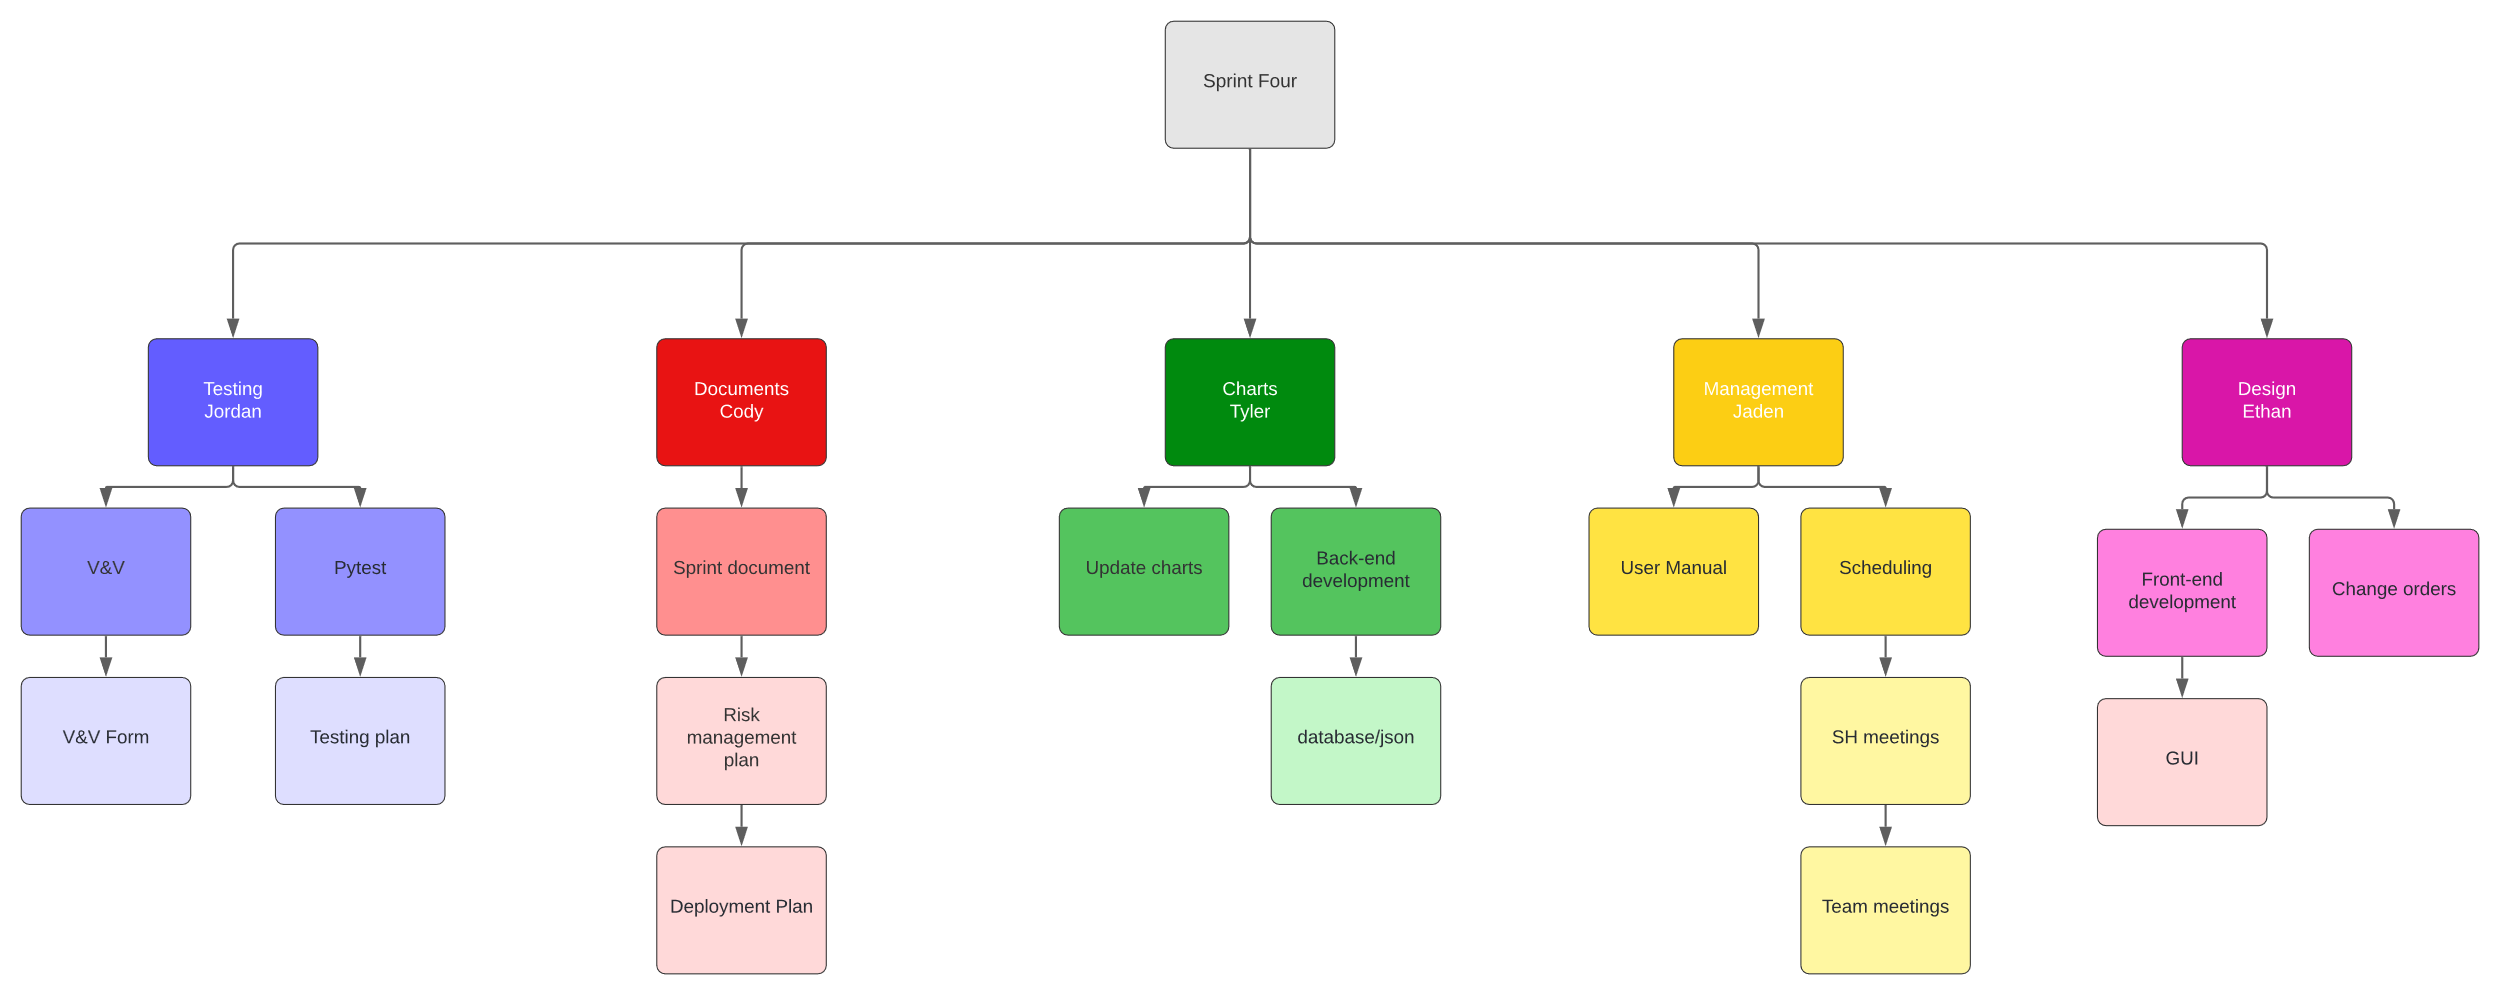 Sprint Four
Testing
Jordan
Documents
Cody
Charts
Tyler
Management
Jaden
Design
Ethan
V&V
Pytest
Sprint document
Update charts
Back-end
development
User Manual
Scheduling
Front-end
development
Change orders
V&V Form
Testing plan
Risk
management
plan
database/json
SH meetings
GUI
Deployment Plan
Team meetings